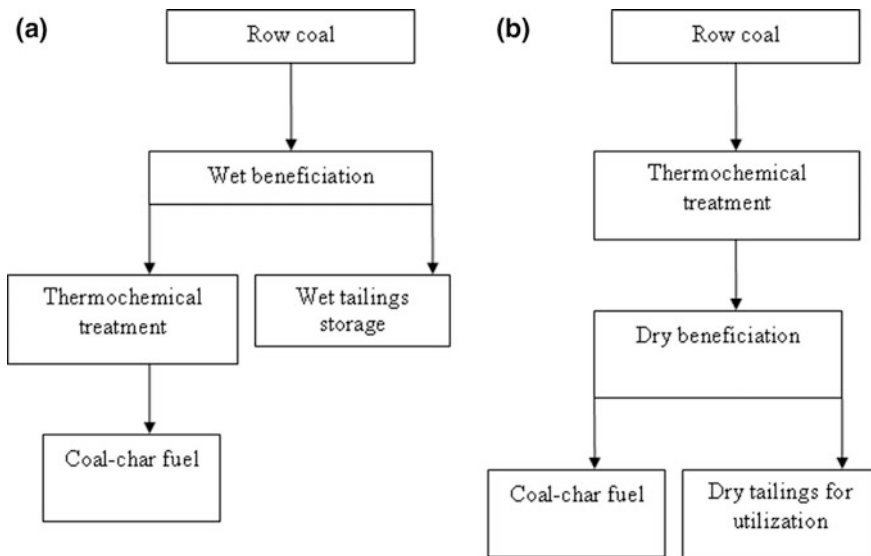 (a)
Row coal
Wet beneficiation
Thermochemical
treatment
Wet tailings
storage
Coal-char fuel
(b)
Row coal
Thermochemical
treatment
Dry beneficiation
Coal-char fuel
Dry tailings for
utilization